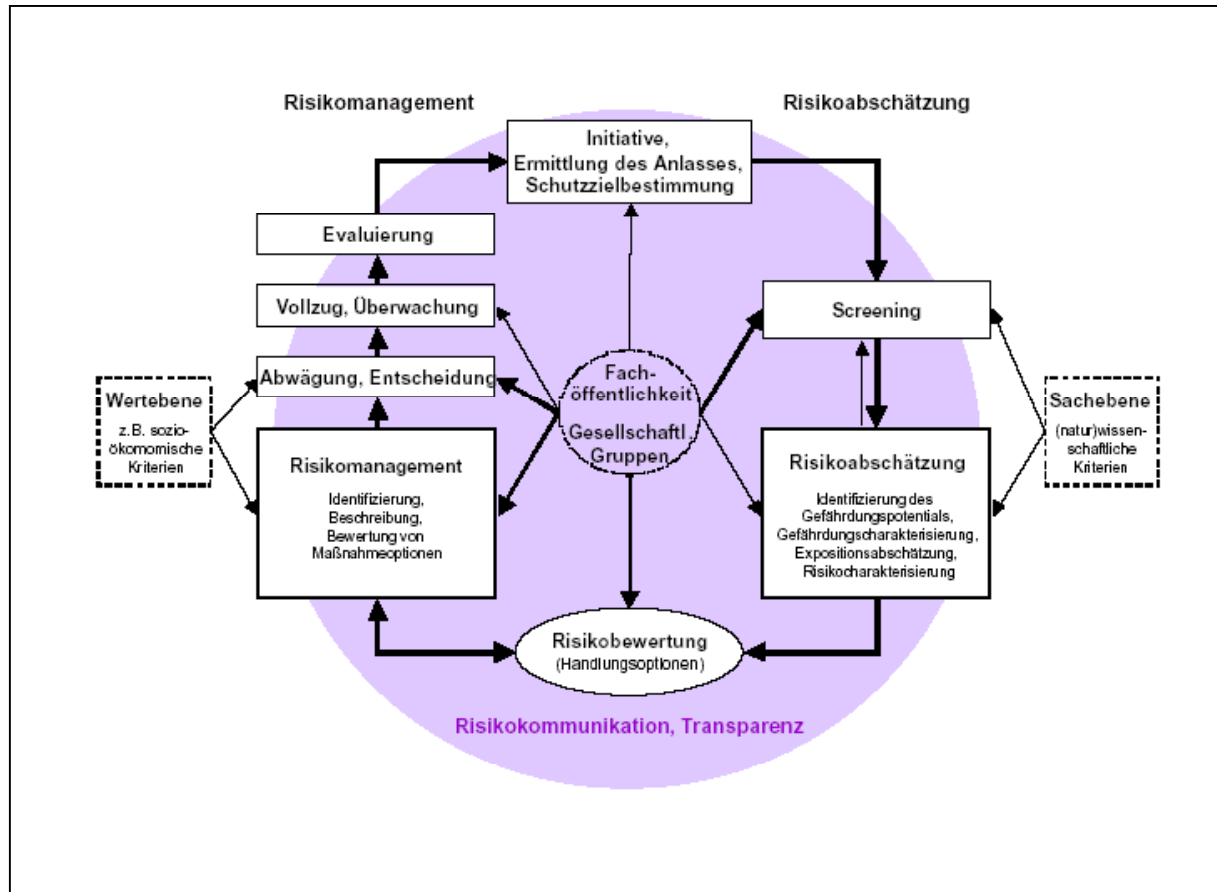 Risikomanagement
Risikoabschätzung
Initiative,
Ermittlung des Anlasses,
Schutzzielbestimmung
Evaluierung
Vollzug, Überwachung
Screening
Abwägung, Entscheidung
Fach-
öffentlichkeit
Gesellschaftl.
Gruppen
Wertebene
z.B. sozio-
ökomomische
Kriterien
Sachebene
(natur)wissen-
schaftliche
Kriterien
Risikomanagement
Identifizierung,
Beschreibung,
Bewertung von
Maßnahmeoptionen
Risikoabschätzung
Identifizierung des
Gefährdungspotentials,
Gefährdungscharakterisierung,
Expositionsabschätzung,
Risikocharakterisierung
Risikobewertung
(Handlungsoptionen)
Risikokommunikation, Transparenz